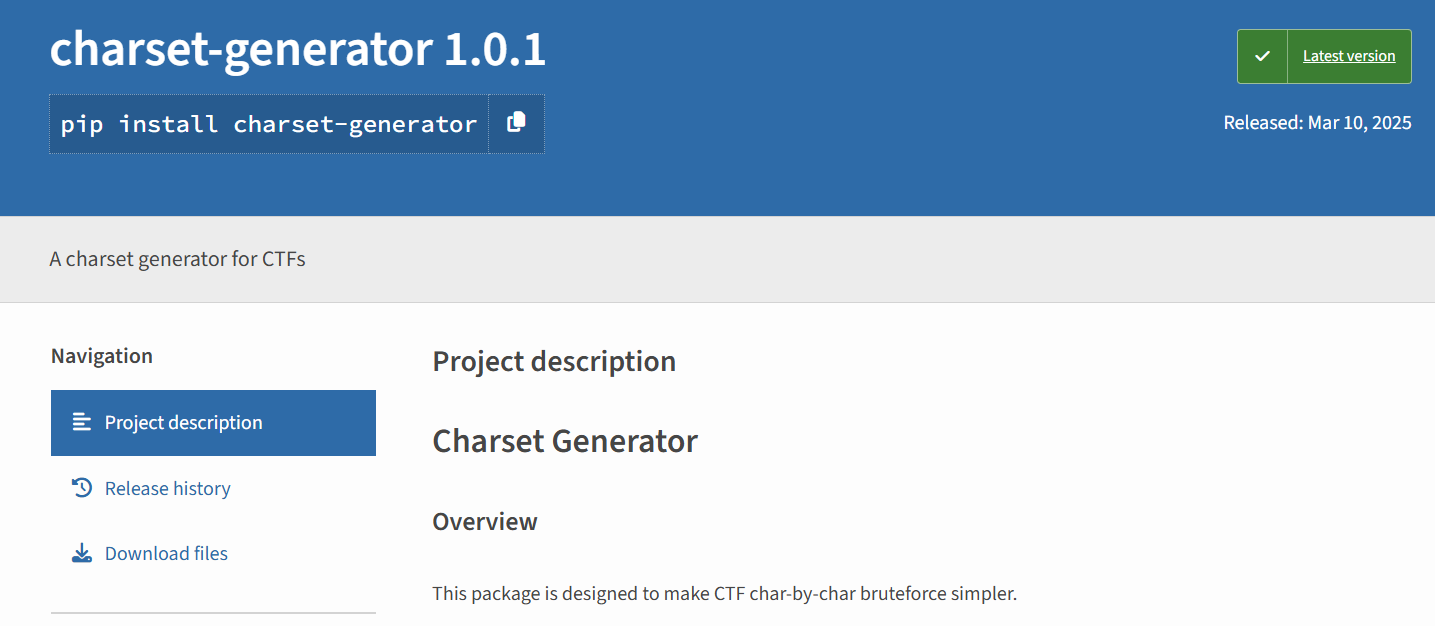 charset-generator 1.0.1
pip install charset-generator
Latest version
Released: Mar 10, 2025
A charset generator for CTFs
Navigation
Project description
Release history
Download files
Project description
Charset Generator
Overview
This package is designed to make CTF char-by-char bruteforce simpler.